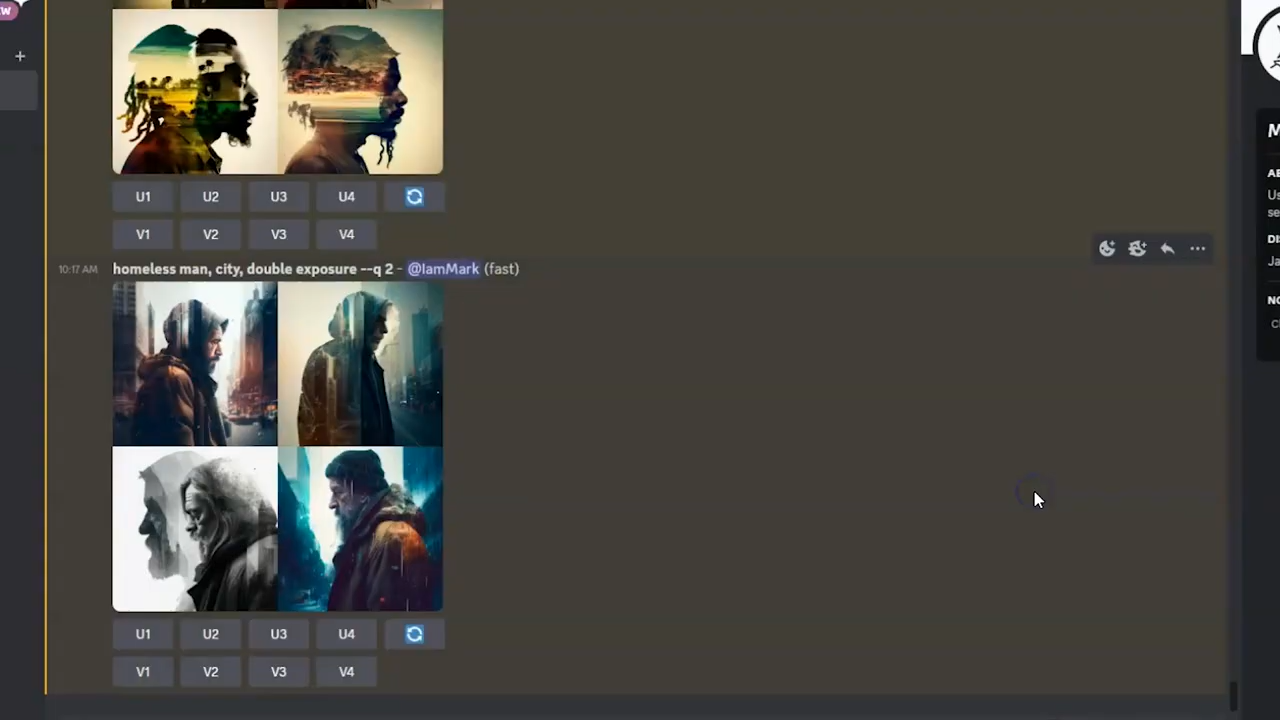 U1 U2 U3 U4
V1 V2 V3 V4
10:17 AM homeless man, city, double exposure --q 2 - @IamMark (fast)
U1 U2 U3 U4
V1 V2 V3 V4